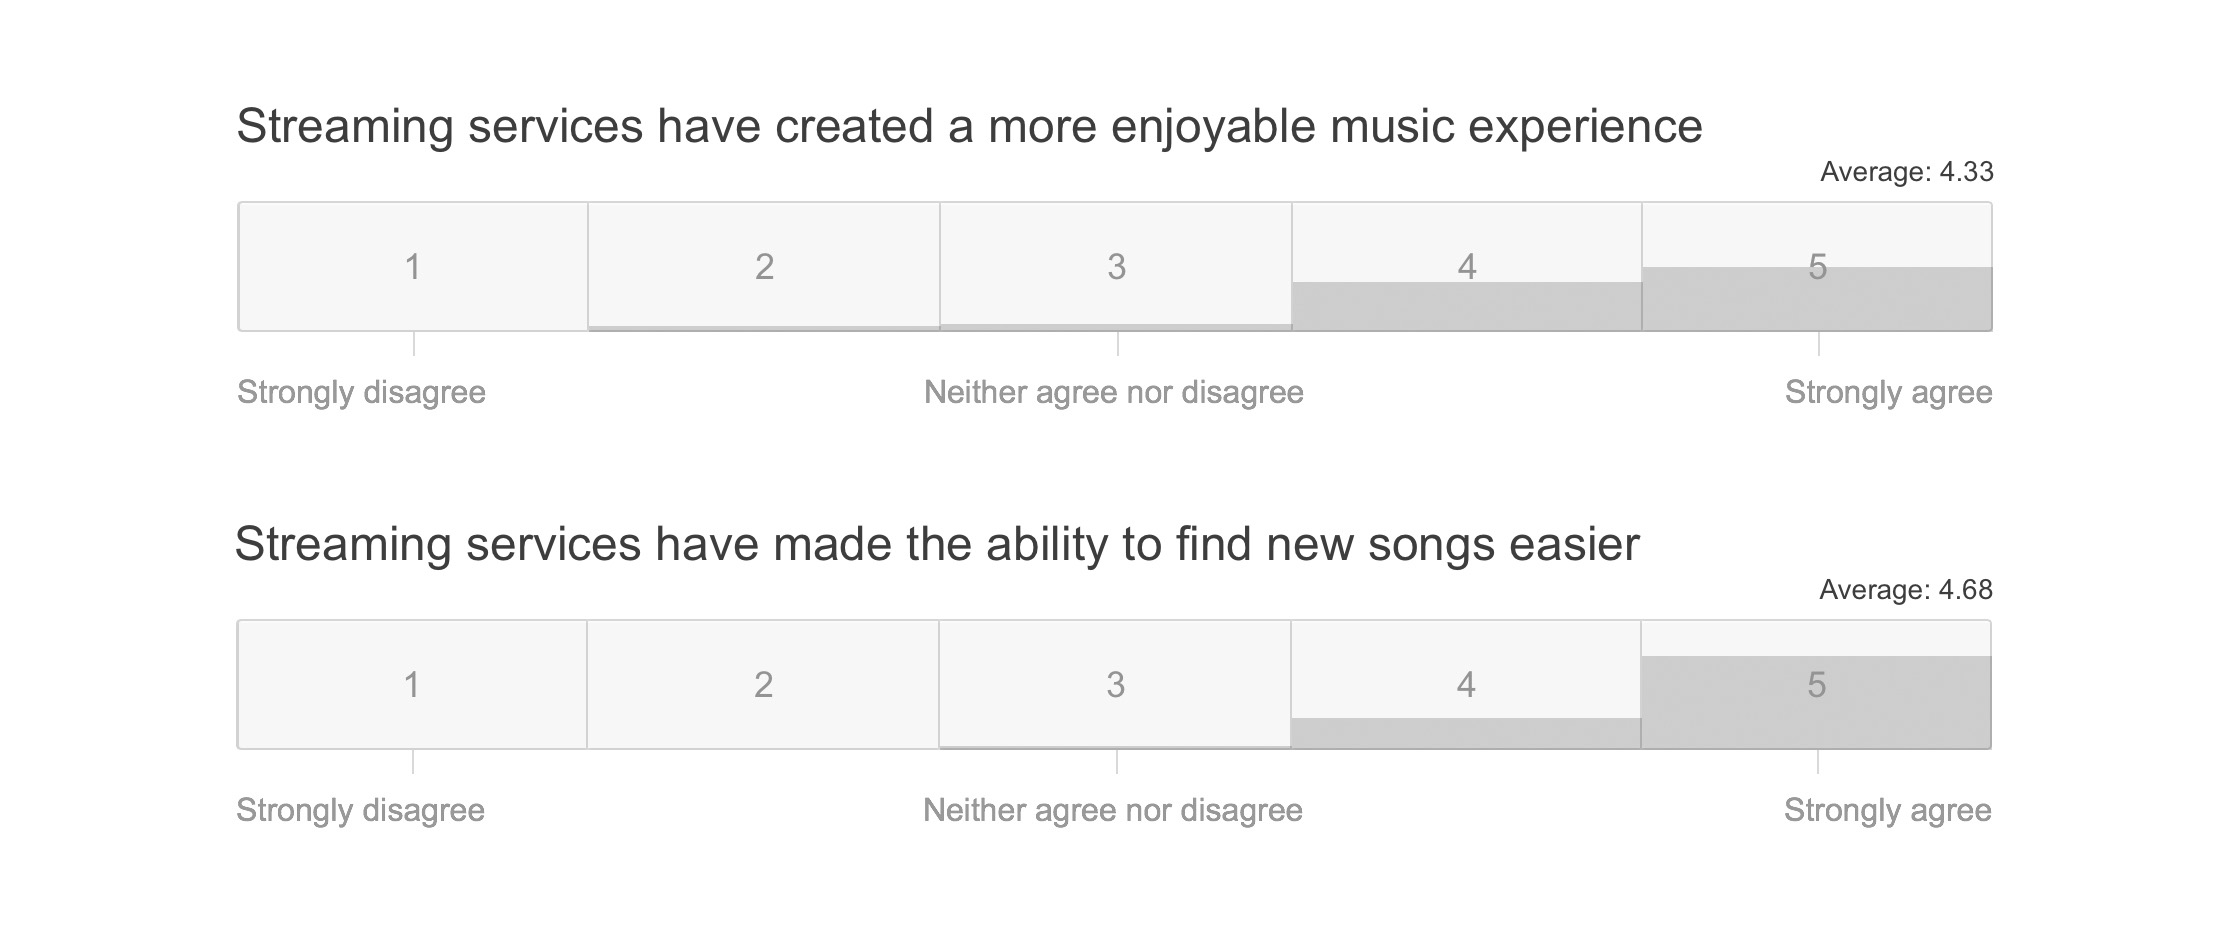 Streaming services have created a more enjoyable music experience
Average: 4.33
1 2 3 4 5
Strongly disagree Neither agree nor disagree Strongly agree
Streaming services have made the ability to find new songs easier
Average: 4.68
1 2 3 4 5
Strongly disagree Neither agree nor disagree Strongly agree